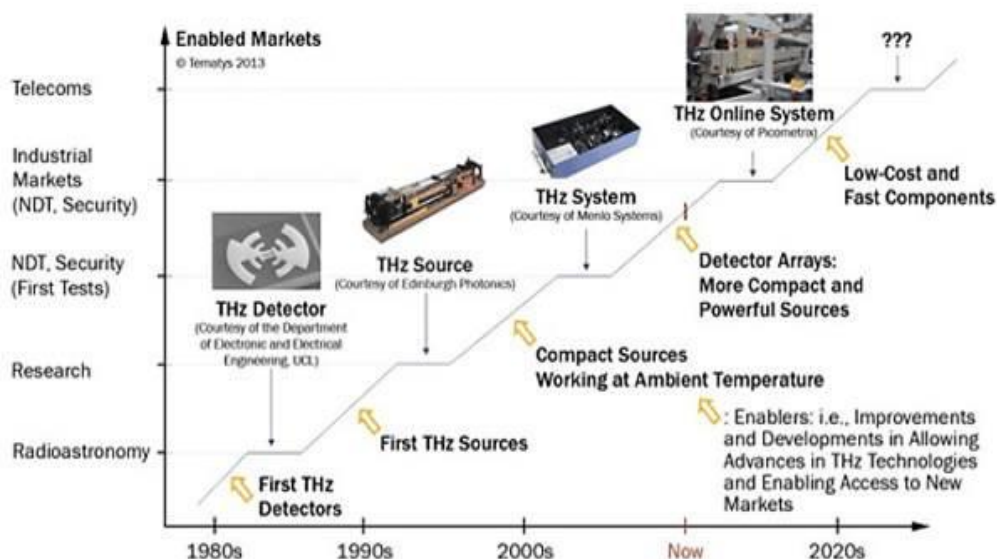 Enabled Markets
© Tematys 2013
Telecoms
Industrial
Markets
(NDT, Security)
NDT, Security
(First Tests)
Research
Radioastronomy
THz Detector
(Courtesy of the Department
of Electronic and Electrical
Engineering, UCL)
THz Source
(Courtesy of Edinburgh Photonics)
THz System
(Courtesy of Menlo Systems)
THz Online System
(Courtesy of Picometrix)
???
First THz
Detectors
First THz Sources
Compact Sources
Working at Ambient Temperature
Detector Arrays:
More Compact and
Powerful Sources
Low-Cost and
Fast Components
: Enablers: i.e., Improvements
and Developments in Allowing
Advances in THz Technologies
and Enabling Access to New
Markets
1980s
1990s
2000s
Now
2020s